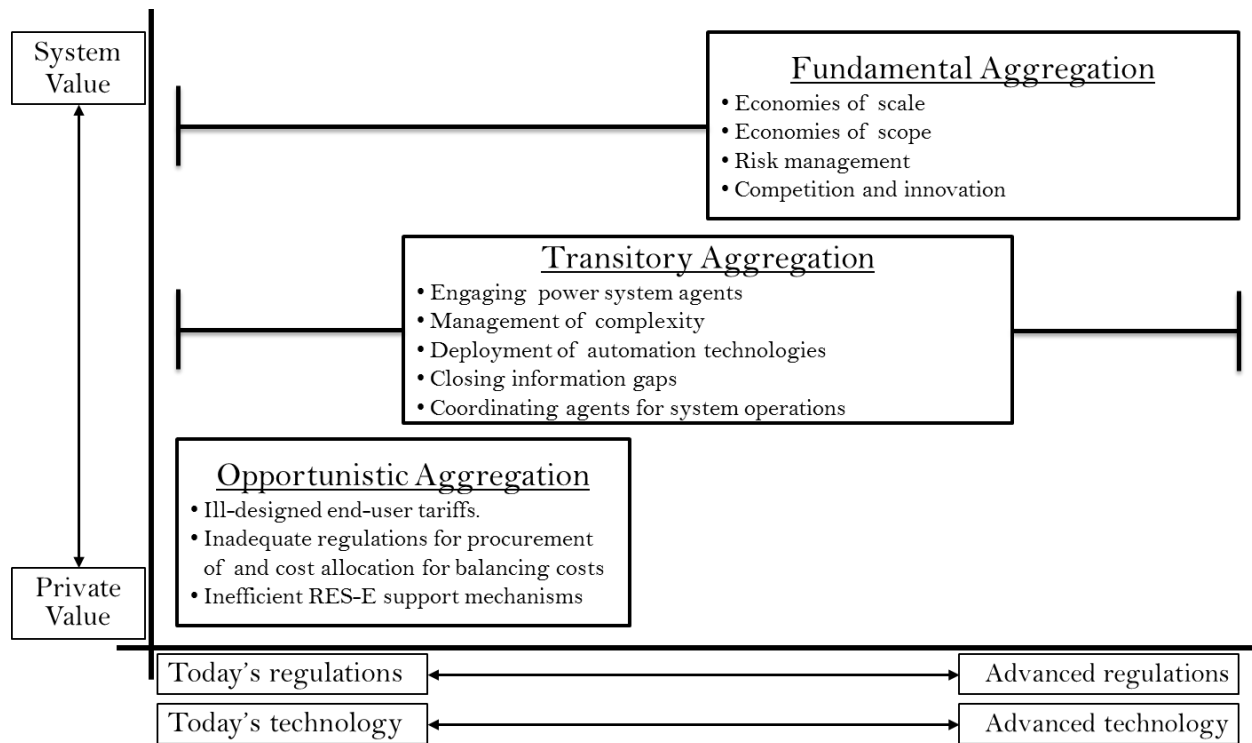 System
Value
Fundamental Aggregation
• Economies of scale
• Economies of scope
• Risk management
• Competition and innovation
Transitory Aggregation
• Engaging power system agents
• Management of complexity
• Deployment of automation technologies
• Closing information gaps
• Coordinating agents for system operations
Opportunistic Aggregation
• Ill-designed end-user tariffs.
• Inadequate regulations for procurement
of and cost allocation for balancing costs
• Inefficient RES-E support mechanisms
Private
Value
Today's regulations
Advanced regulations
Today's technology
Advanced technology